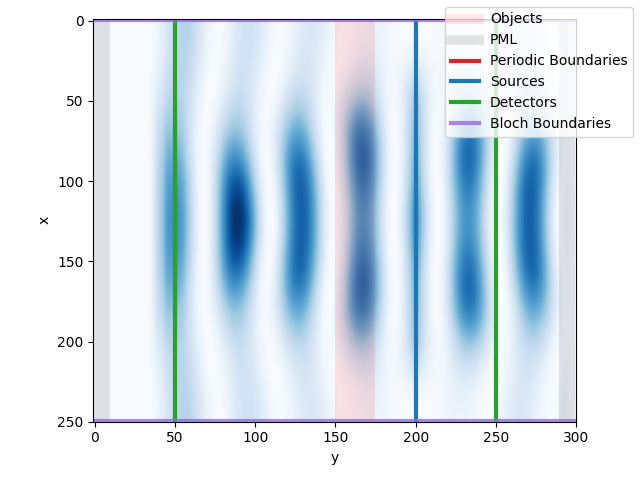 Objects
PML
Periodic Boundaries
Sources
Detectors
Bloch Boundaries
0
50
100
150
200
250
x
0 50 100 150 200 250 300
y